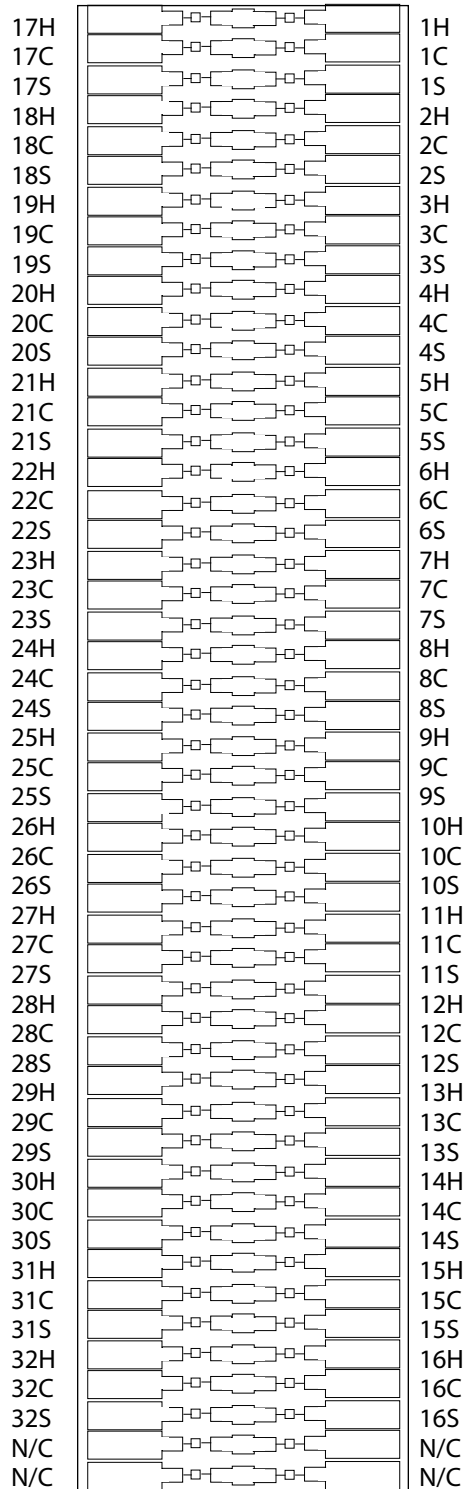 17H 1H
17C 1C
17S 1S
18H 2H
18C 2C
18S 2S
19H 3H
19C 3C
19S 3S
20H 4H
20C 4C
20S 4S
21H 5H
21C 5C
21S 5S
22H 6H
22C 6C
22S 6S
23H 7H
23C 7C
23S 7S
24H 8H
24C 8C
24S 8S
25H 9H
25C 9C
25S 9S
26H 10H
26C 10C
26S 10S
27H 11H
27C 11C
27S 11S
28H 12H
28C 12C
28S 12S
29H 13H
29C 13C
29S 13S
30H 14H
30C 14C
30S 14S
31H 15H
31C 15C
31S 15S
32H 16H
32C 16C
32S 16S
N/C N/C
N/C N/C